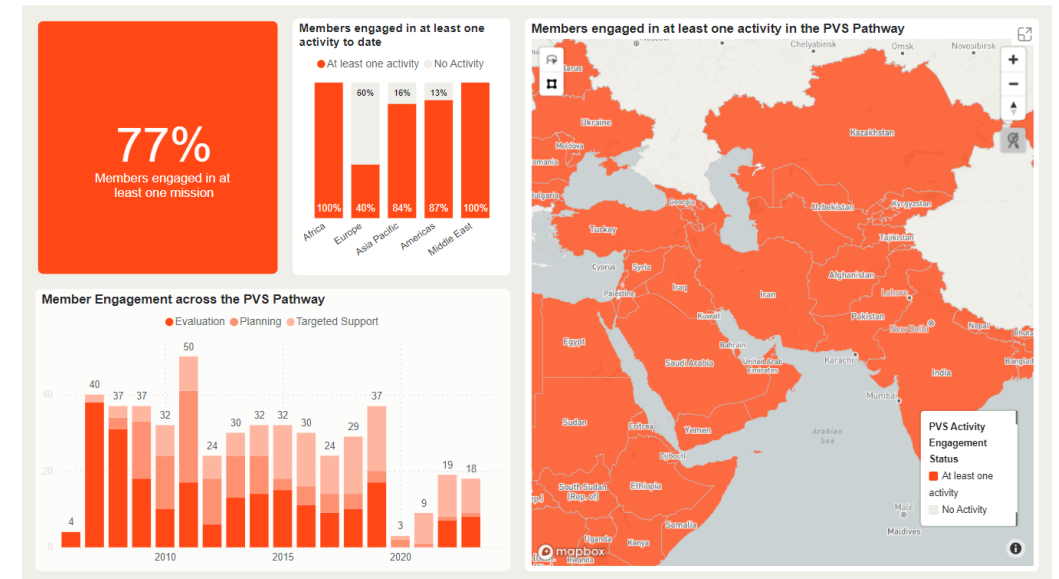 77%
Members engaged in at
least one mission
Members engaged in at least one
activity to date
At least one activity No Activity
60% 16% 13%
100% 40% 84% 87% 100%
Africa Europe Asia Pacific Americas Middle East
Member Engagement across the PVS Pathway
Evaluation Planning Targeted Support
40
20
0
4 40 37 37 32 50 24 30 32 32 30 24 29 37 3 9 19 18
2010 2015 2020
Members engaged in at least one activity in the PVS Pathway
Chelyabinsk Omsk Novosibirsk
Ukraine
Moldova
Kazakhstan
Georgia
Uzbekistan
Kyrgyzstan
Turkey
Tajikistan
Cyprus
Syria
Afghanistan
Palestine
Iraq
Iran
Lahore
Kuwait
Pakistan
New Delhi
Nepal
Egypt
Bahrain
Saudi Arabia
United Arab
Emirates
Karachi
India
Mumbai
Sudan
Eritrea
Yemen
Arabian
Sea
Djibouti
South Sudan
(Rep. of)
Ethiopia
Somalia
Uganda
Kenya
Rwanda
Malé
Maldives
PVS Activity
Engagement
Status
At least one
activity
No Activity
mapbox